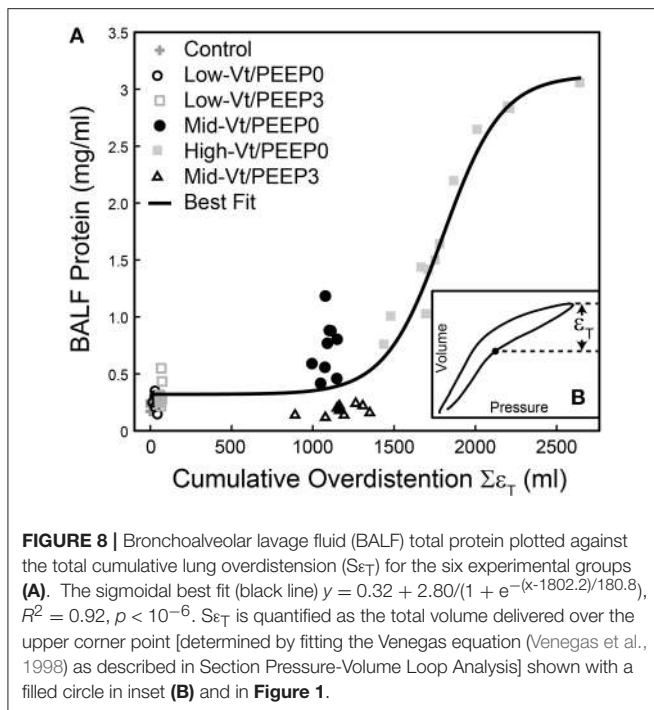 A
Control
Low-Vt/PEEP0
Low-Vt/PEEP3
Mid-Vt/PEEP0
High-Vt/PEEP0
Mid-Vt/PEEP3
Best Fit
BALF Protein (mg/ml)
3.5
3.0
2.5
2.0
1.5
1.0
0.5
0
0
500
1000
1500
2000
2500
Cumulative Overdistention Σε_T (ml)
Volume
ε_T
Pressure
B
FIGURE 8 | Bronchoalveolar lavage fluid (BALF) total protein plotted against
the total cumulative lung overdistension (Sε_T) for the six experimental groups
(A). The sigmoidal best fit (black line) y = 0.32 + 2.80/(1 + e^−(x-1802.2)/180.8),
R² = 0.92, p < 10⁻⁶. Sε_T is quantified as the total volume delivered over the
upper corner point [determined by fitting the Venegas equation (Venegas et al.,
1998) as described in Section Pressure-Volume Loop Analysis] shown with a
filled circle in inset (B) and in Figure 1.